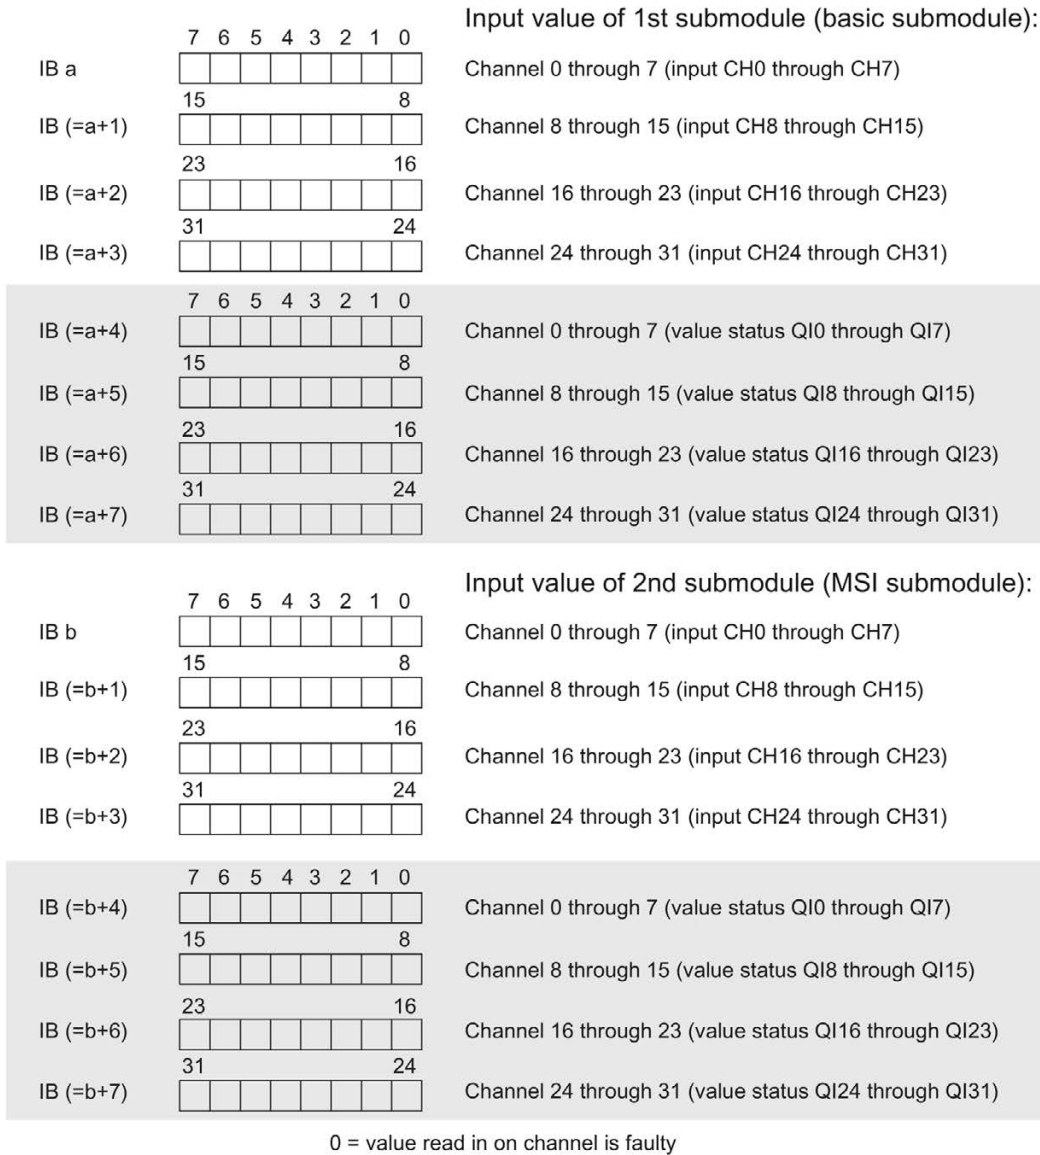 Input value of 1st submodule (basic submodule):
7 6 5 4 3 2 1 0
IB a Channel 0 through 7 (input CH0 through CH7)
15 8
IB (=a+1) Channel 8 through 15 (input CH8 through CH15)
23 16
IB (=a+2) Channel 16 through 23 (input CH16 through CH23)
31 24
IB (=a+3) Channel 24 through 31 (input CH24 through CH31)
7 6 5 4 3 2 1 0
IB (=a+4) Channel 0 through 7 (value status QI0 through QI7)
15 8
IB (=a+5) Channel 8 through 15 (value status QI8 through QI15)
23 16
IB (=a+6) Channel 16 through 23 (value status QI16 through QI23)
31 24
IB (=a+7) Channel 24 through 31 (value status QI24 through QI31)
Input value of 2nd submodule (MSI submodule):
7 6 5 4 3 2 1 0
IB b Channel 0 through 7 (input CH0 through CH7)
15 8
IB (=b+1) Channel 8 through 15 (input CH8 through CH15)
23 16
IB (=b+2) Channel 16 through 23 (input CH16 through CH23)
31 24
IB (=b+3) Channel 24 through 31 (input CH24 through CH31)
7 6 5 4 3 2 1 0
IB (=b+4) Channel 0 through 7 (value status QI0 through QI7)
15 8
IB (=b+5) Channel 8 through 15 (value status QI8 through QI15)
23 16
IB (=b+6) Channel 16 through 23 (value status QI16 through QI23)
31 24
IB (=b+7) Channel 24 through 31 (value status QI24 through QI31)
0 = value read in on channel is faulty